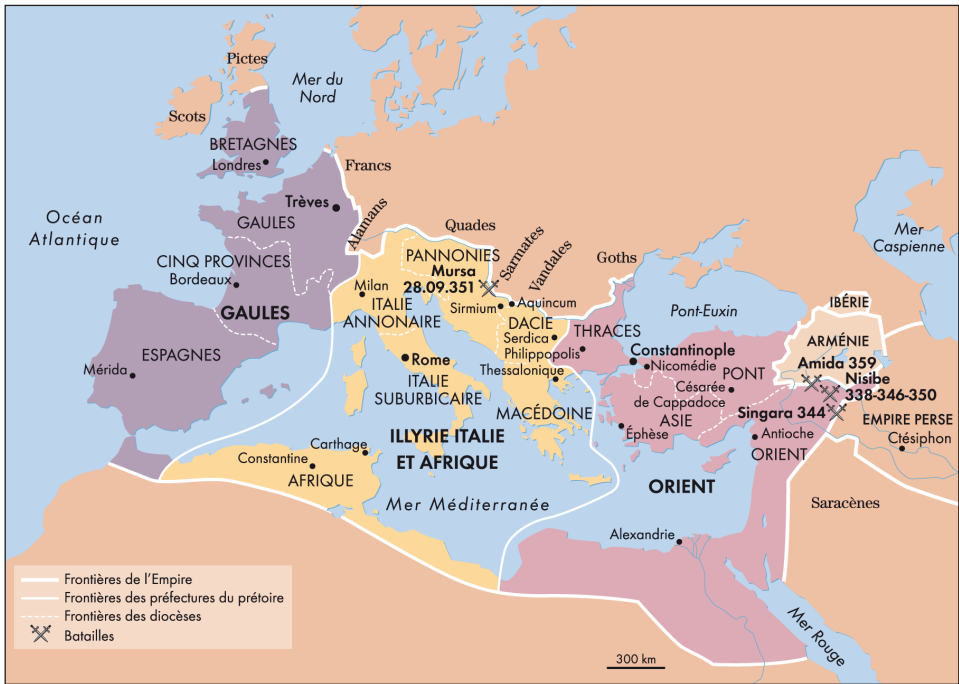 Pictes
Mer du
Nord
Scots
BRETAGNES
Londres
Francs
Trèves
Alamans
GAULES
Océan
Atlantique
CINQ PROVINCES
Bordeaux
GAULES
ESPAGNES
Mérida
Quades
Sarmates
Vandales
Goths
PANNONIES
Mursa
28.09.351
Milan
ITALIE
ANNONAIRE
Sirmium
Aquincum
DACIE
Serdica
Philippopolis
THRACES
Thessalonique
Rome
ITALIE
SUBURBICAIRE
MACÉDOINE
ILLYRIE ITALIE
ET AFRIQUE
Carthage
Constantine
AFRIQUE
Mer Méditerranée
Mer
Caspienne
Pont-Euxin
IBÉRIE
ARMÉNIE
Constantinople
Nicomédie
PONT
Césarée
de Cappadoce
ASIE
Éphèse
Amida 359
Nisibe
338-346-350
Singara 344
EMPIRE PERSE
Ctésiphon
Antioche
ORIENT
ORIENT
Saracènes
Alexandrie
Mer Rouge
Frontières de l'Empire
Frontières des préfectures du prétoire
Frontières des diocèses
Batailles
300 km